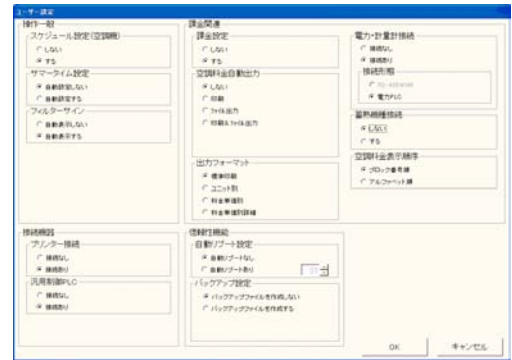 ユーザー設定
操作一般
スケジュール設定(空調機)
しない
する
サマータイム設定
自動設定しない
自動設定する
フィルターサイン
自動表示しない
自動表示する
課金関連
課金設定
しない
する
空調料金自動出力
しない
印刷
ファイル出力
印刷&ファイル出力
出力フォーマット
標準印刷
ユニット別
料金単価別
料金単価別詳細
電力・計量計接続
接続なし
接続あり
接続形態
電力PLC
蓄熱機種接続
しない
する
空調料金表示順序
ブロック番号順
アルファベット順
接続機器
プリンター接続
接続なし
接続あり
汎用制御PLC
接続なし
接続あり
信頼性機能
自動リブート設定
自動リブートなし
自動リブートあり
バックアップ設定
バックアップファイルを作成しない
バックアップファイルを作成する
OK
キャンセル